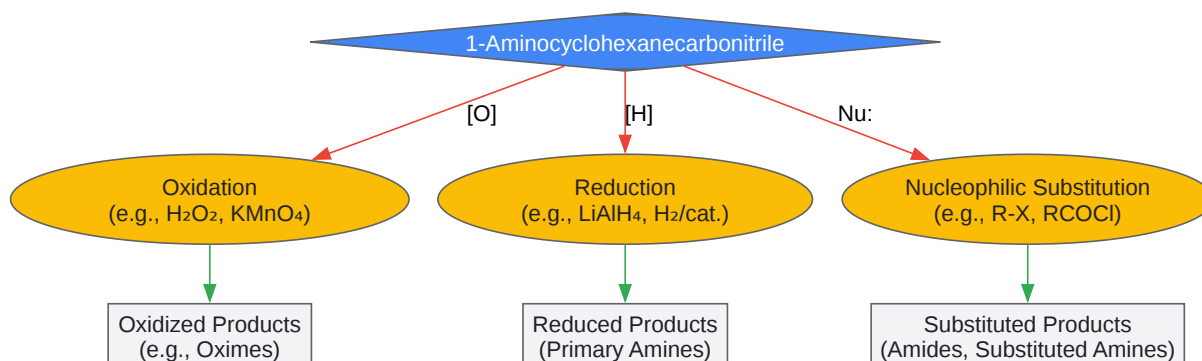 1-Aminocyclohexanecarbonitrile
[O]
[H]
Nu:
Oxidation
(e.g., H₂O₂, KMnO₄)
Reduction
(e.g., LiAlH₄, H₂/cat.)
Nucleophilic Substitution
(e.g., R-X, RCOCl)
Oxidized Products
(e.g., Oximes)
Reduced Products
(Primary Amines)
Substituted Products
(Amides, Substituted Amines)